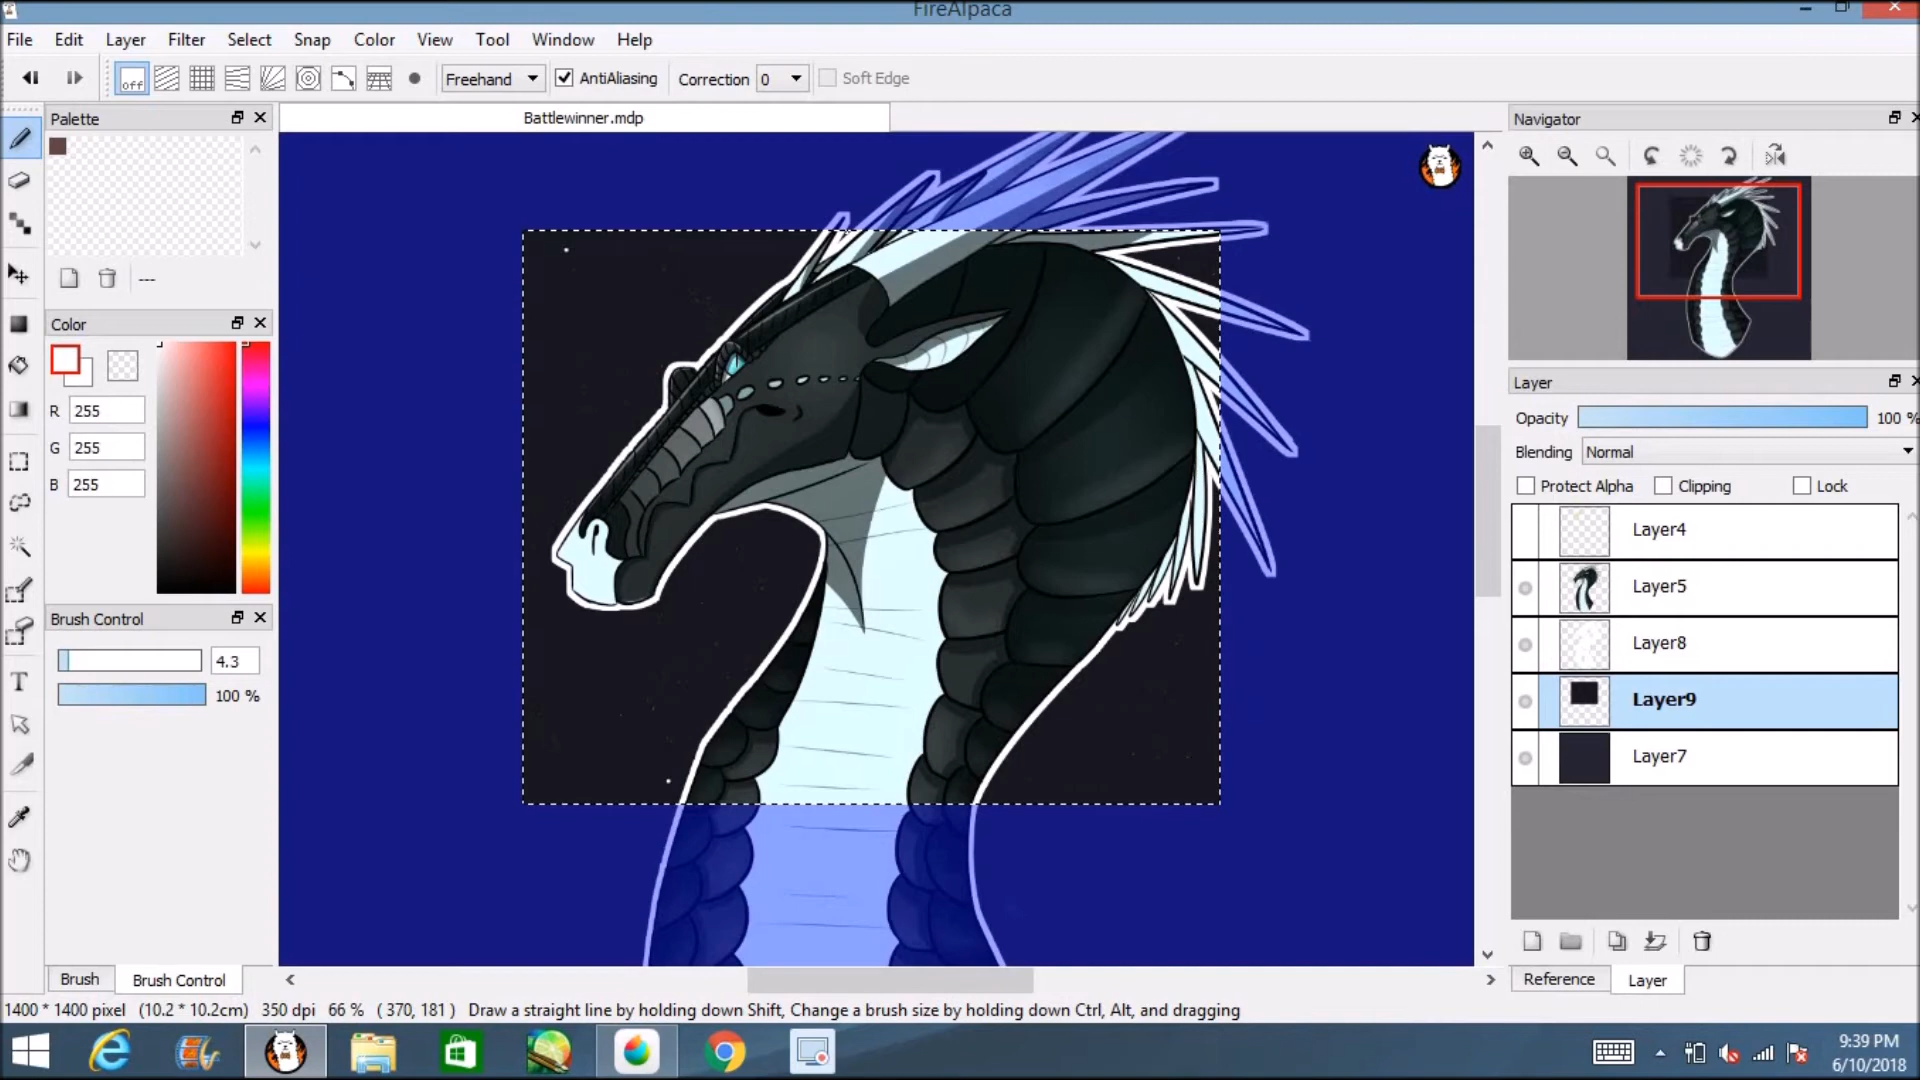 FireAlpaca
File Edit Layer Filter Select Snap Color View Tool Window Help
off Freehand AntiAliasing Correction 0 Soft Edge
Palette
Battlewinner.mdp
Navigator
---
Color
R 255
G 255
B 255
Layer
Opacity 100 %
Blending Normal
Protect Alpha Clipping Lock
Layer4
Layer5
Layer8
Layer9
Layer7
Brush Control
4.3
100 %
Brush Brush Control
Reference Layer
1400 * 1400 pixel (10.2 * 10.2cm) 350 dpi 66 % ( 370, 181 ) Draw a straight line by holding down Shift, Change a brush size by holding down Ctrl, Alt, and dragging
9:39 PM
6/10/2018